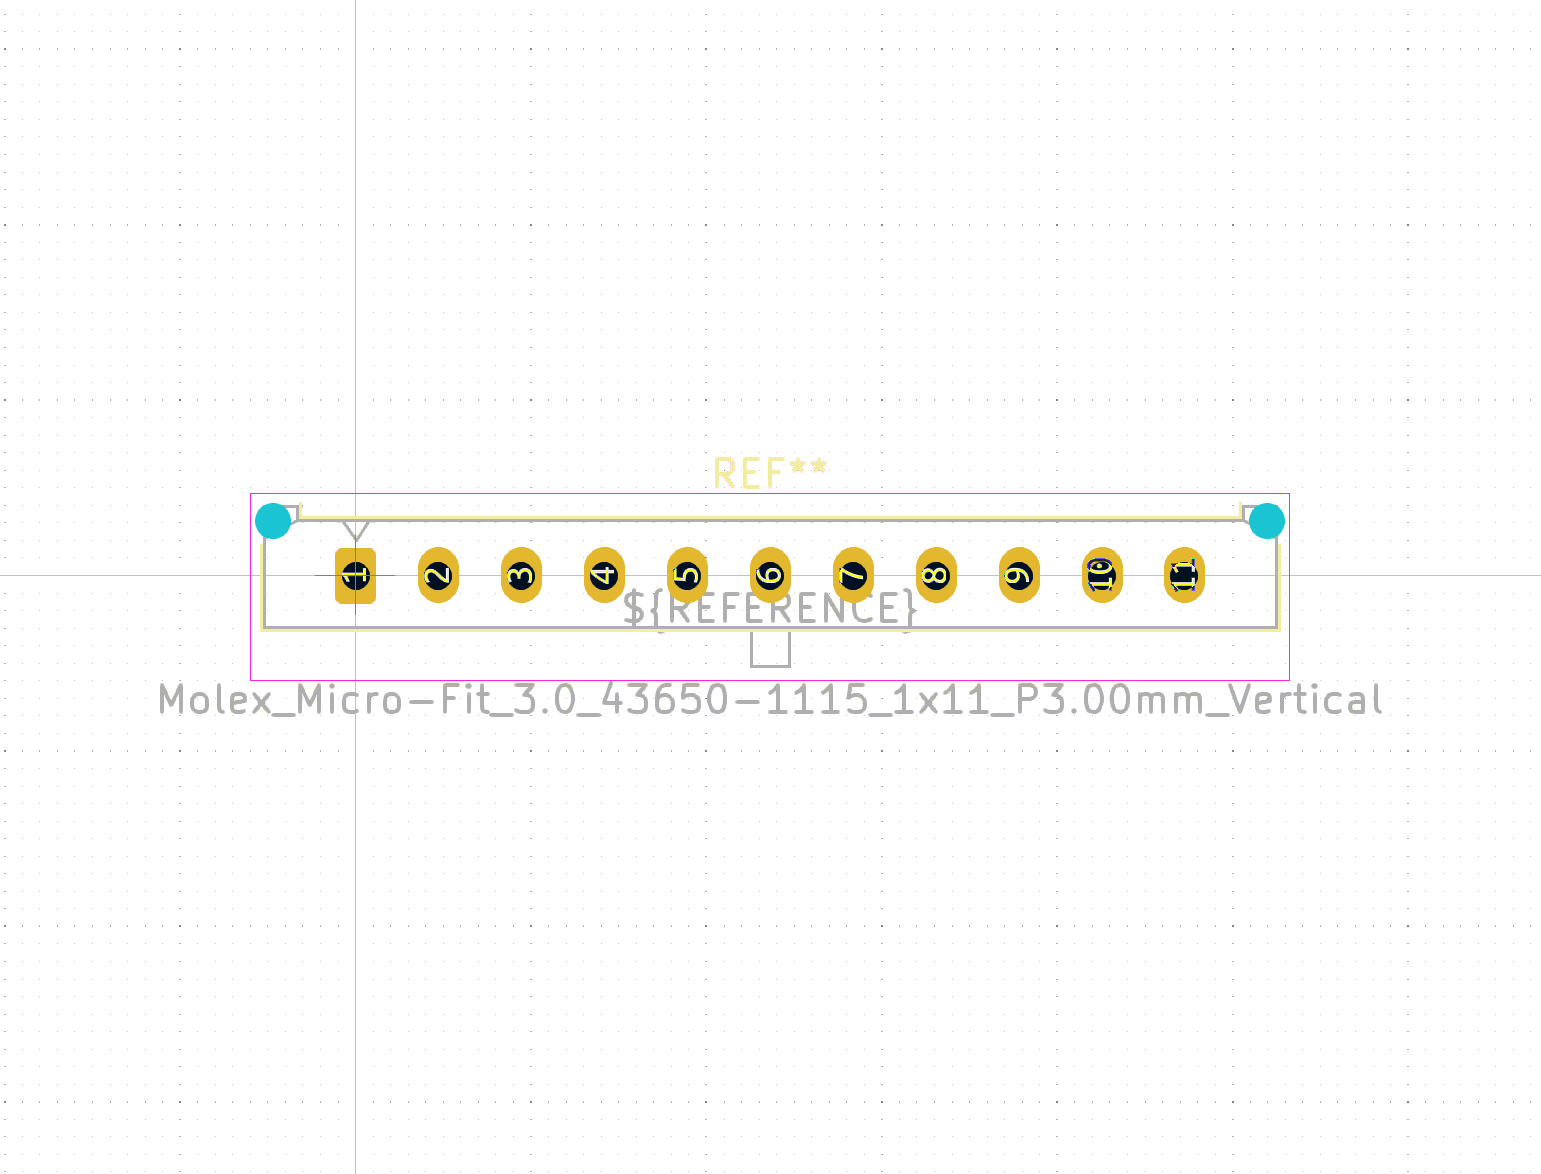 REF**
1 2 3 4 5 6 7 8 9 10 11
${REFERENCE}
Molex_Micro-Fit_3.0_43650-1115_1x11_P3.00mm_Vertical